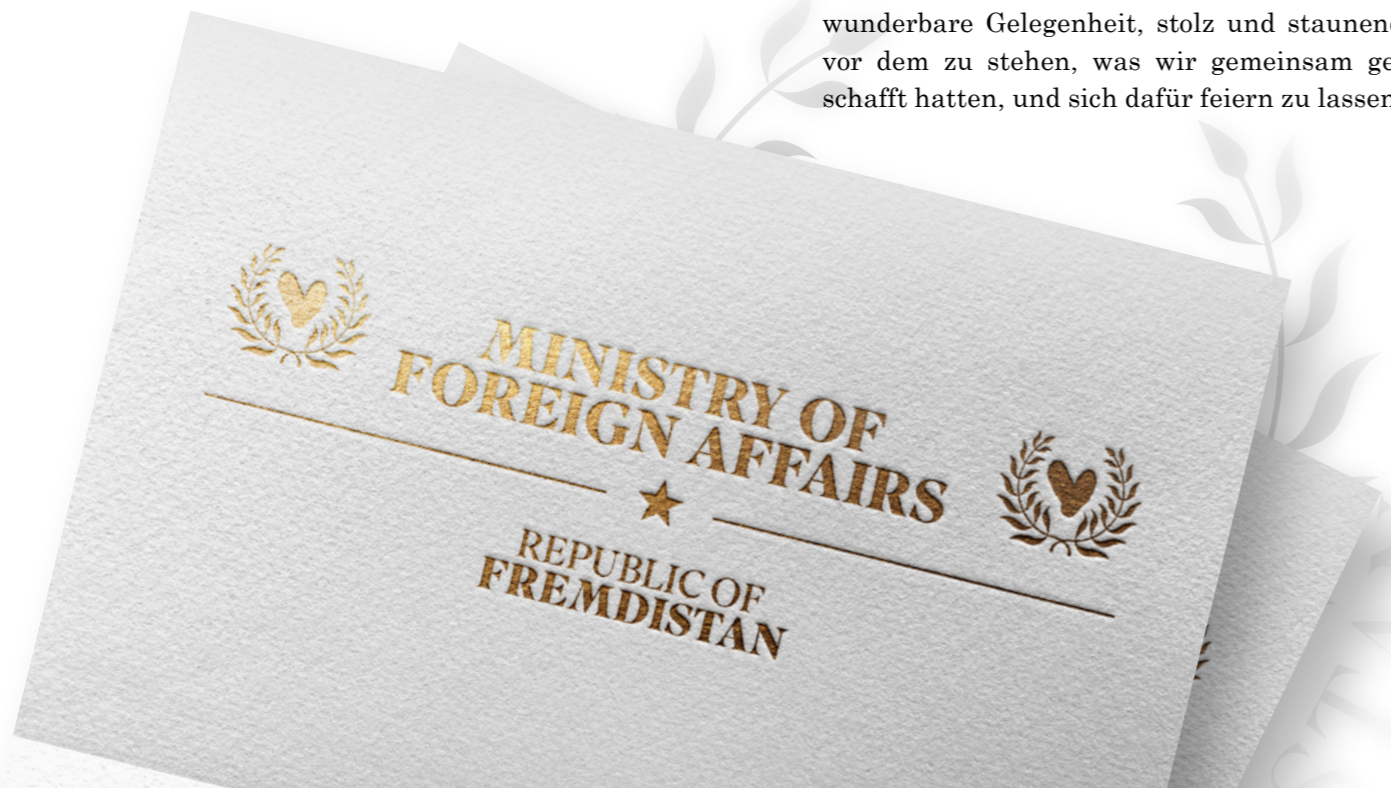 wunderbare Gelegenheit, stolz und staunend
vor dem zu stehen, was wir gemeinsam ge
schafft hatten, und sich dafür feiern zu lassen
MINISTRY OF
FOREIGN AFFAIRS
REPUBLIC OF
FREMDISTAN